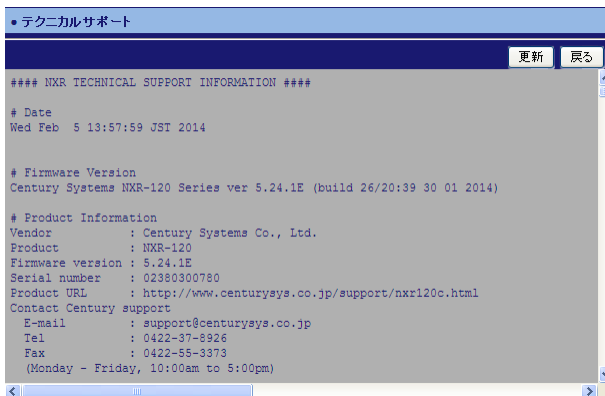 • テクニカルサポート
更新 戻る
#### NXR TECHNICAL SUPPORT INFORMATION ####
# Date
Wed Feb  5 13:57:59 JST 2014
# Firmware Version
Century Systems NXR-120 Series ver 5.24.1E (build 26/20:39 30 01 2014)
# Product Information
Vendor           : Century Systems Co., Ltd.
Product          : NXR-120
Firmware version : 5.24.1E
Serial number    : 02380300780
Product URL      : http://www.centurysys.co.jp/support/nxr120c.html
Contact Century support
  E-mail         : support@centurysys.co.jp
  Tel            : 0422-37-8926
  Fax            : 0422-55-3373
  (Monday - Friday, 10:00am to 5:00pm)